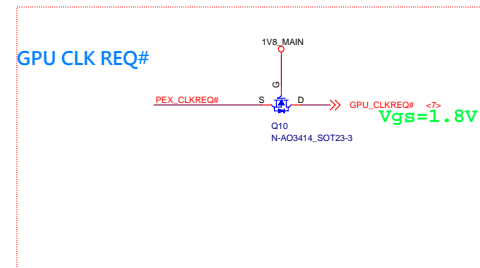 GPU CLK REQ#
1V8_MAIN
G
PEX_CLKREQ#
S
D
GPU_CLKREQ# <7>
Vgs=1.8V
Q10
N-AO3414_SOT23-3